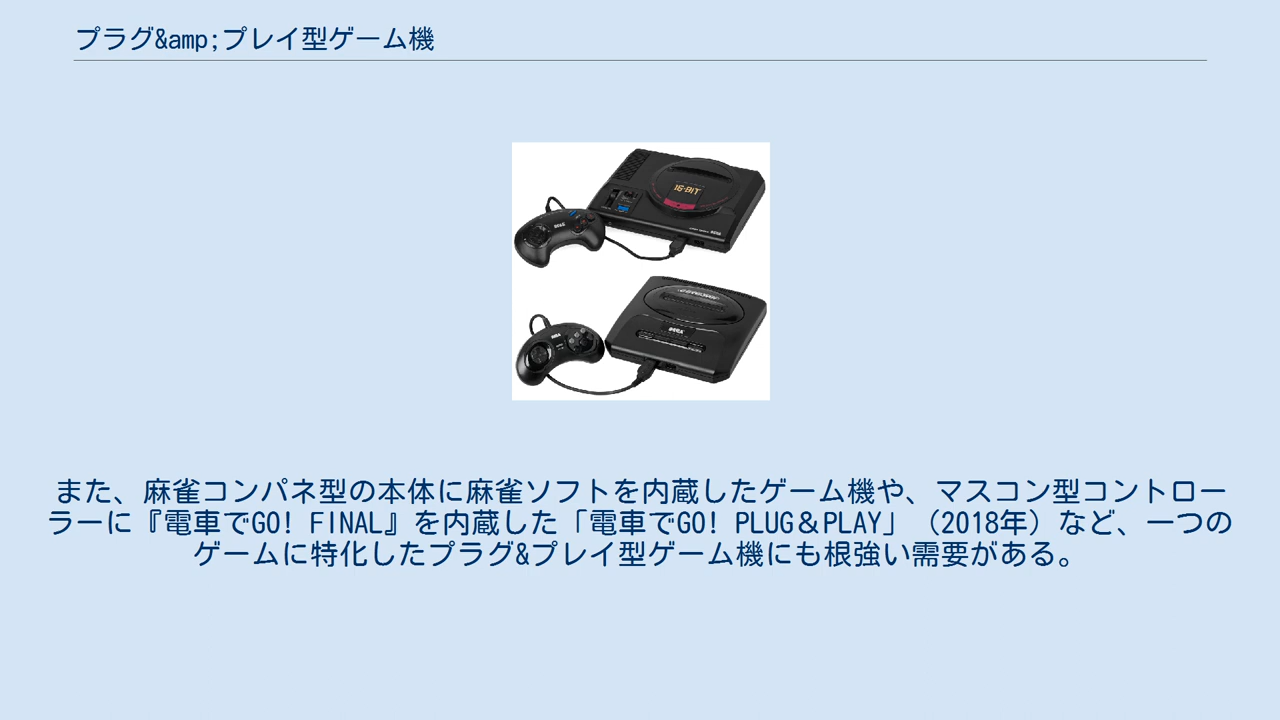 プラグ&amp;プレイ型ゲーム機
16-BIT
SEGA
SEGA
SEGA
SEGA
また、麻雀コンパネ型の本体に麻雀ソフトを内蔵したゲーム機や、マスコン型コントロー
ラーに『電車でGO! FINAL』を内蔵した「電車でGO! PLUG＆PLAY」（2018年）など、一つの
ゲームに特化したプラグ&プレイ型ゲーム機にも根強い需要がある。